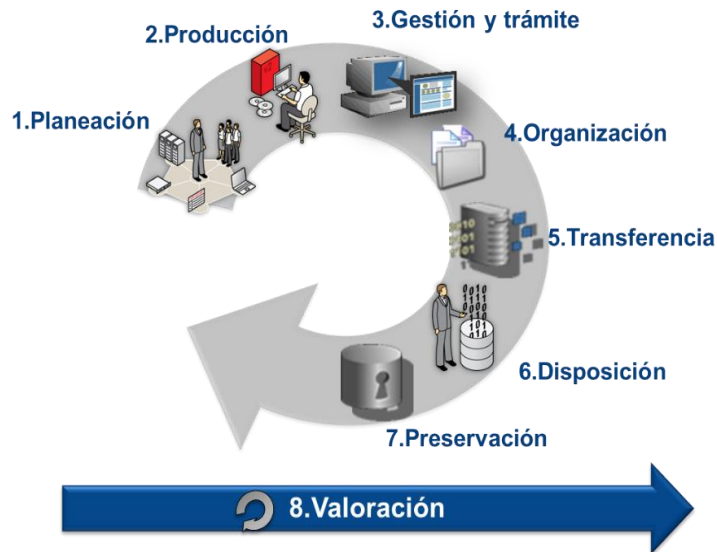 1.Planeación
2.Producción
3.Gestión y trámite
4.Organización
5.Transferencia
6.Disposición
7.Preservación
8.Valoración